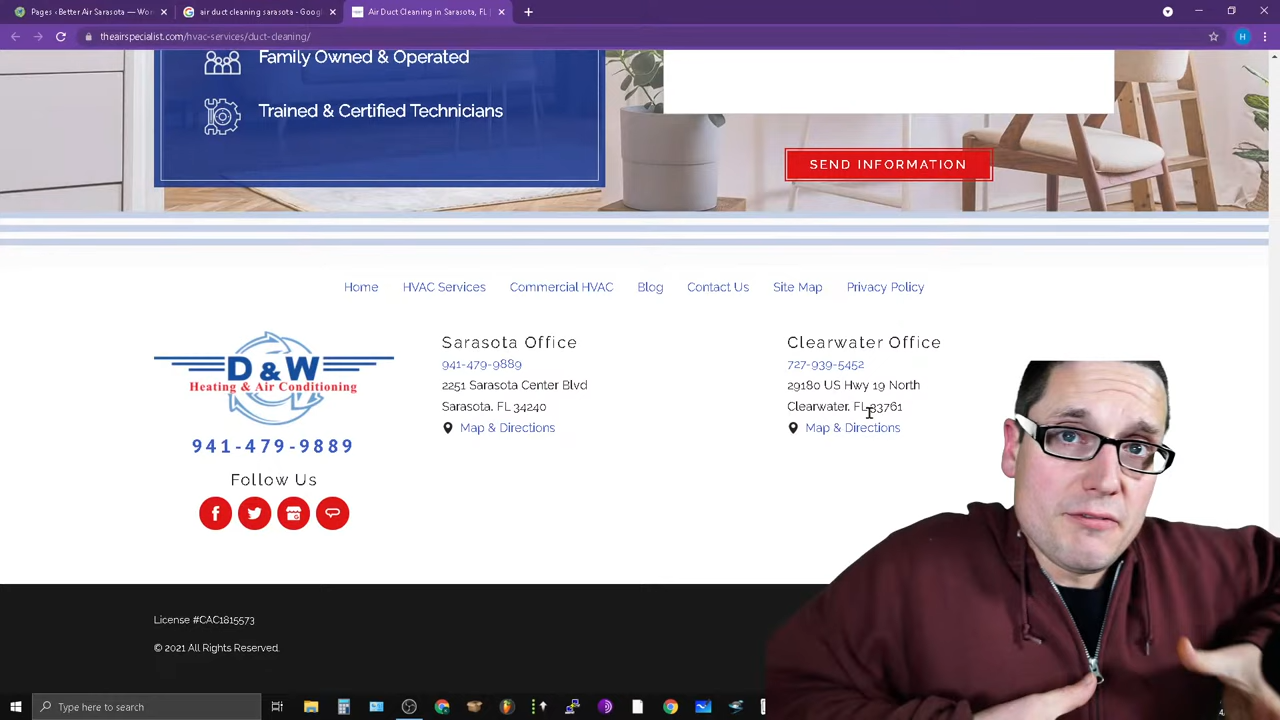 Pages ‹ Better Air Sarasota — Wor
air duct cleaning sarasota - Googl
Air Duct Cleaning in Sarasota, FL |
theairspecialist.com/hvac-services/duct-cleaning/
H
Family Owned & Operated
Trained & Certified Technicians
SEND INFORMATION
Home
HVAC Services
Commercial HVAC
Blog
Contact Us
Site Map
Privacy Policy
D&W
Heating & Air Conditioning
941-479-9889
Follow Us
Sarasota Office
941-479-9889
2251 Sarasota Center Blvd
Sarasota, FL 34240
Map & Directions
Clearwater Office
727-939-5452
29180 US Hwy 19 North
Clearwater, FL 33761
Map & Directions
License #CAC1815573
© 2021 All Rights Reserved.
Type here to search